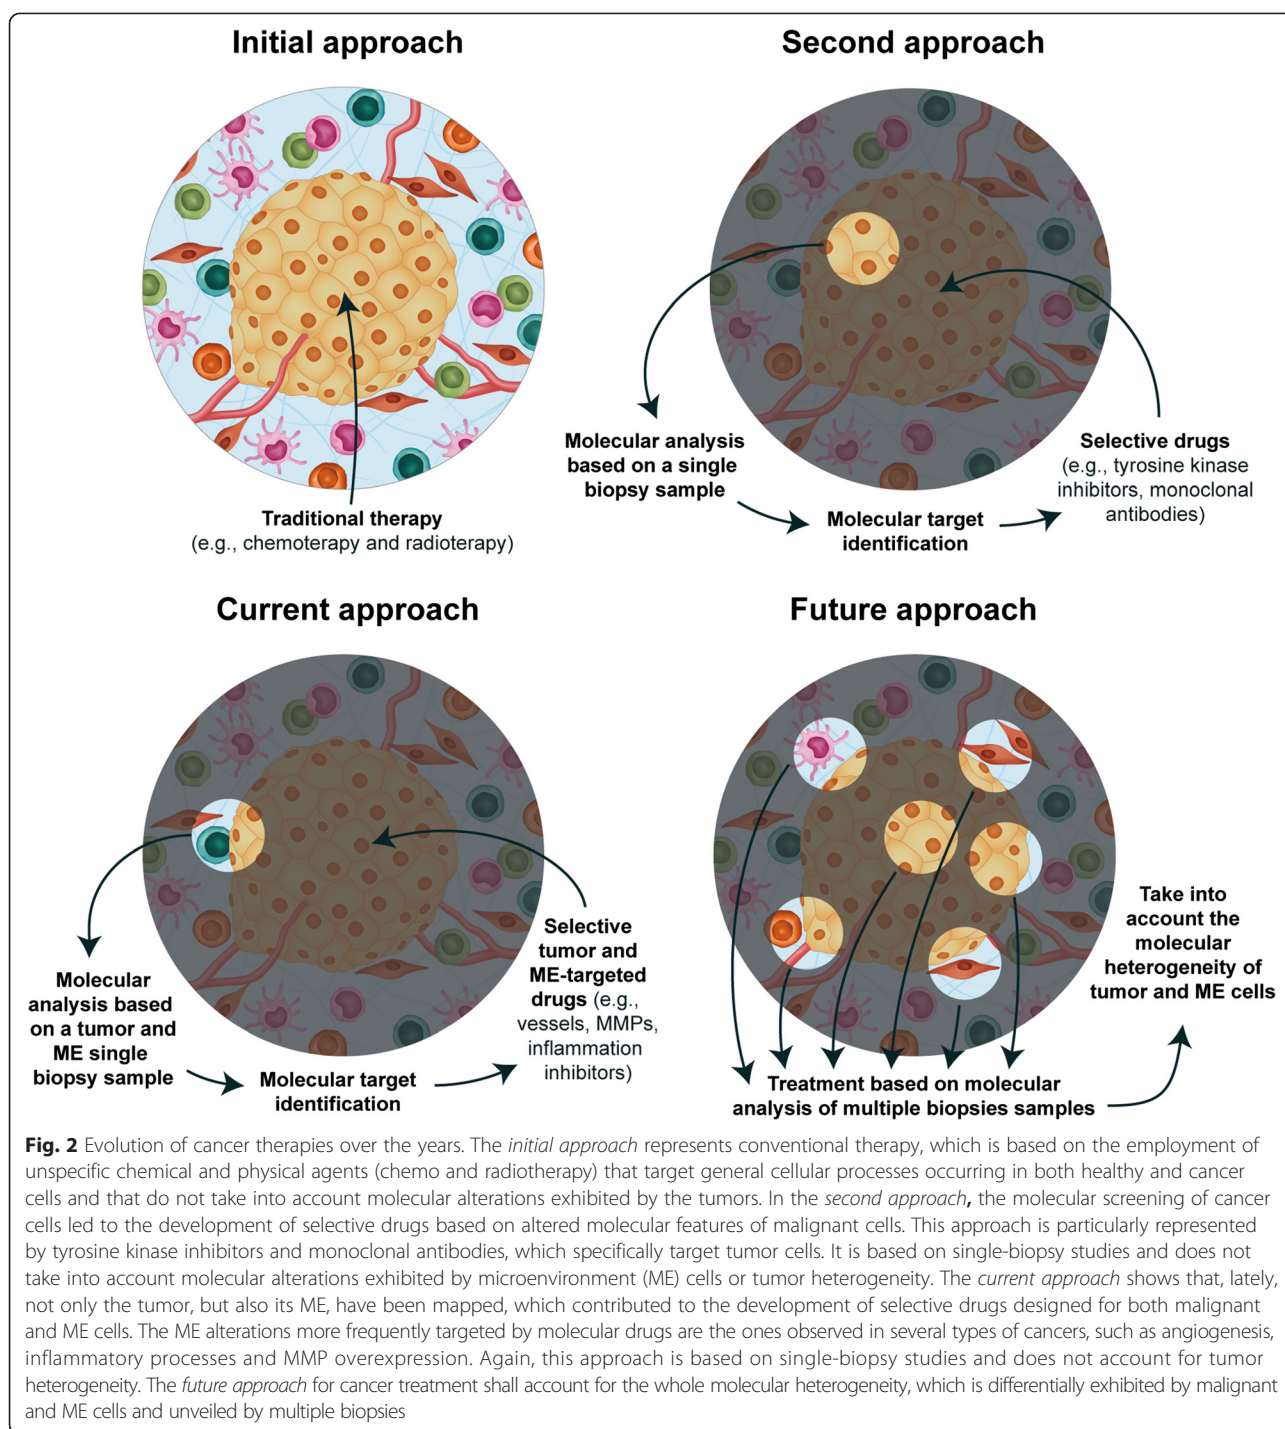 Initial approach
Traditional therapy
(e.g., chemoterapy and radioterapy)
Second approach
Molecular analysis
based on a single
biopsy sample
Molecular target
identification
Selective drugs
(e.g., tyrosine kinase
inhibitors, monoclonal
antibodies)
Current approach
Molecular
analysis based
on a tumor and
ME single
biopsy sample
Molecular target
identification
Selective
tumor and
ME-targeted
drugs (e.g.,
vessels, MMPs,
inflammation
inhibitors)
Future approach
Treatment based on molecular
analysis of multiple biopsies samples
Take into
account the
molecular
heterogeneity of
tumor and ME cells
Fig. 2 Evolution of cancer therapies over the years. The initial approach represents conventional therapy, which is based on the employment of
unspecific chemical and physical agents (chemo and radiotherapy) that target general cellular processes occurring in both healthy and cancer
cells and that do not take into account molecular alterations exhibited by the tumors. In the second approach, the molecular screening of cancer
cells led to the development of selective drugs based on altered molecular features of malignant cells. This approach is particularly represented
by tyrosine kinase inhibitors and monoclonal antibodies, which specifically target tumor cells. It is based on single-biopsy studies and does not
take into account molecular alterations exhibited by microenvironment (ME) cells or tumor heterogeneity. The current approach shows that, lately,
not only the tumor, but also its ME, have been mapped, which contributed to the development of selective drugs designed for both malignant
and ME cells. The ME alterations more frequently targeted by molecular drugs are the ones observed in several types of cancers, such as angiogenesis,
inflammatory processes and MMP overexpression. Again, this approach is based on single-biopsy studies and does not account for tumor
heterogeneity. The future approach for cancer treatment shall account for the whole molecular heterogeneity, which is differentially exhibited by malignant
and ME cells and unveiled by multiple biopsies